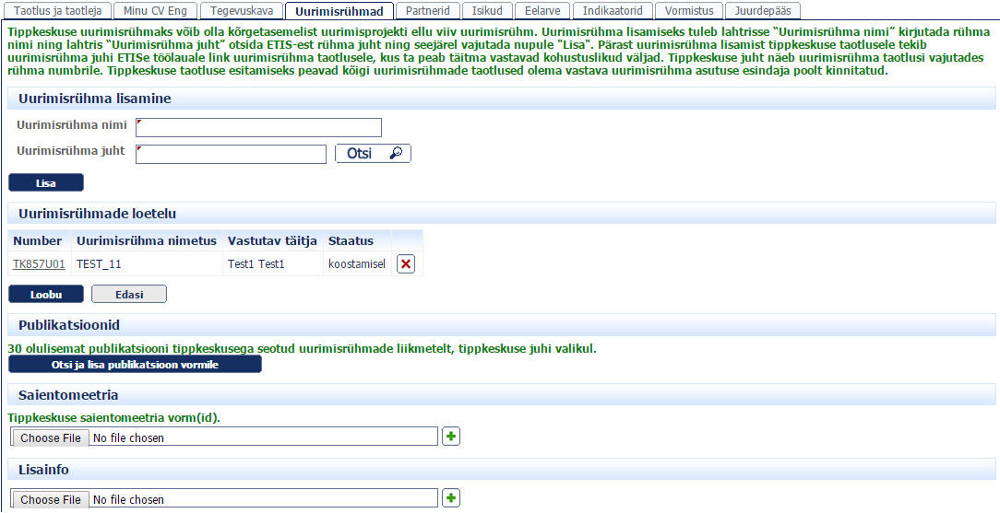 Taotlus ja taotleja Minu CV Eng Tegevuskava Uurimisrühmad Partnerid Isikud Eelarve Indikaatorid Vormistus Juurdepääs
Tippkeskuse uurimisrühmaks võib olla kõrgetasemelist uurimisprojekti ellu viiv uurimisrühm. Uurimisrühma lisamiseks tuleb lahtrisse “Uurimisrühma nimi” kirjutada rühma
nimi ning lahtris “Uurimisrühma juht” otsida ETIS-est rühma juht ning seejärel vajutada nupule "Lisa". Pärast uurimisrühma lisamist tippkeskuse taotlusele tekib
uurimisrühma juhi ETISe töölauale link uurimisrühma taotlusele, kus ta peab täitma vastavad kohustuslikud väljad. Tippkeskuse juht näeb uurimisrühma taotlusi vajutades
rühma numbrile. Tippkeskuse taotluse esitamiseks peavad kõigi uurimisrühmade taotlused olema vastava uurimisrühma asutuse esindaja poolt kinnitatud.
Uurimisrühma lisamine
Uurimisrühma nimi
Uurimisrühma juht Otsi
Lisa
Uurimisrühmade loetelu
Number Uurimisrühma nimetus Vastutav täitja Staatus
TK857U01 TEST_11 Test1 Test1 koostamisel
Loobu Edasi
Publikatsioonid
30 olulisemat publikatsiooni tippkeskusega seotud uurimisrühmade liikmetelt, tippkeskuse juhi valikul.
Otsi ja lisa publikatsioon vormile
Saientomeetria
Tippkeskuse saientomeetria vorm(id).
Choose File No file chosen
Lisainfo
Choose File No file chosen